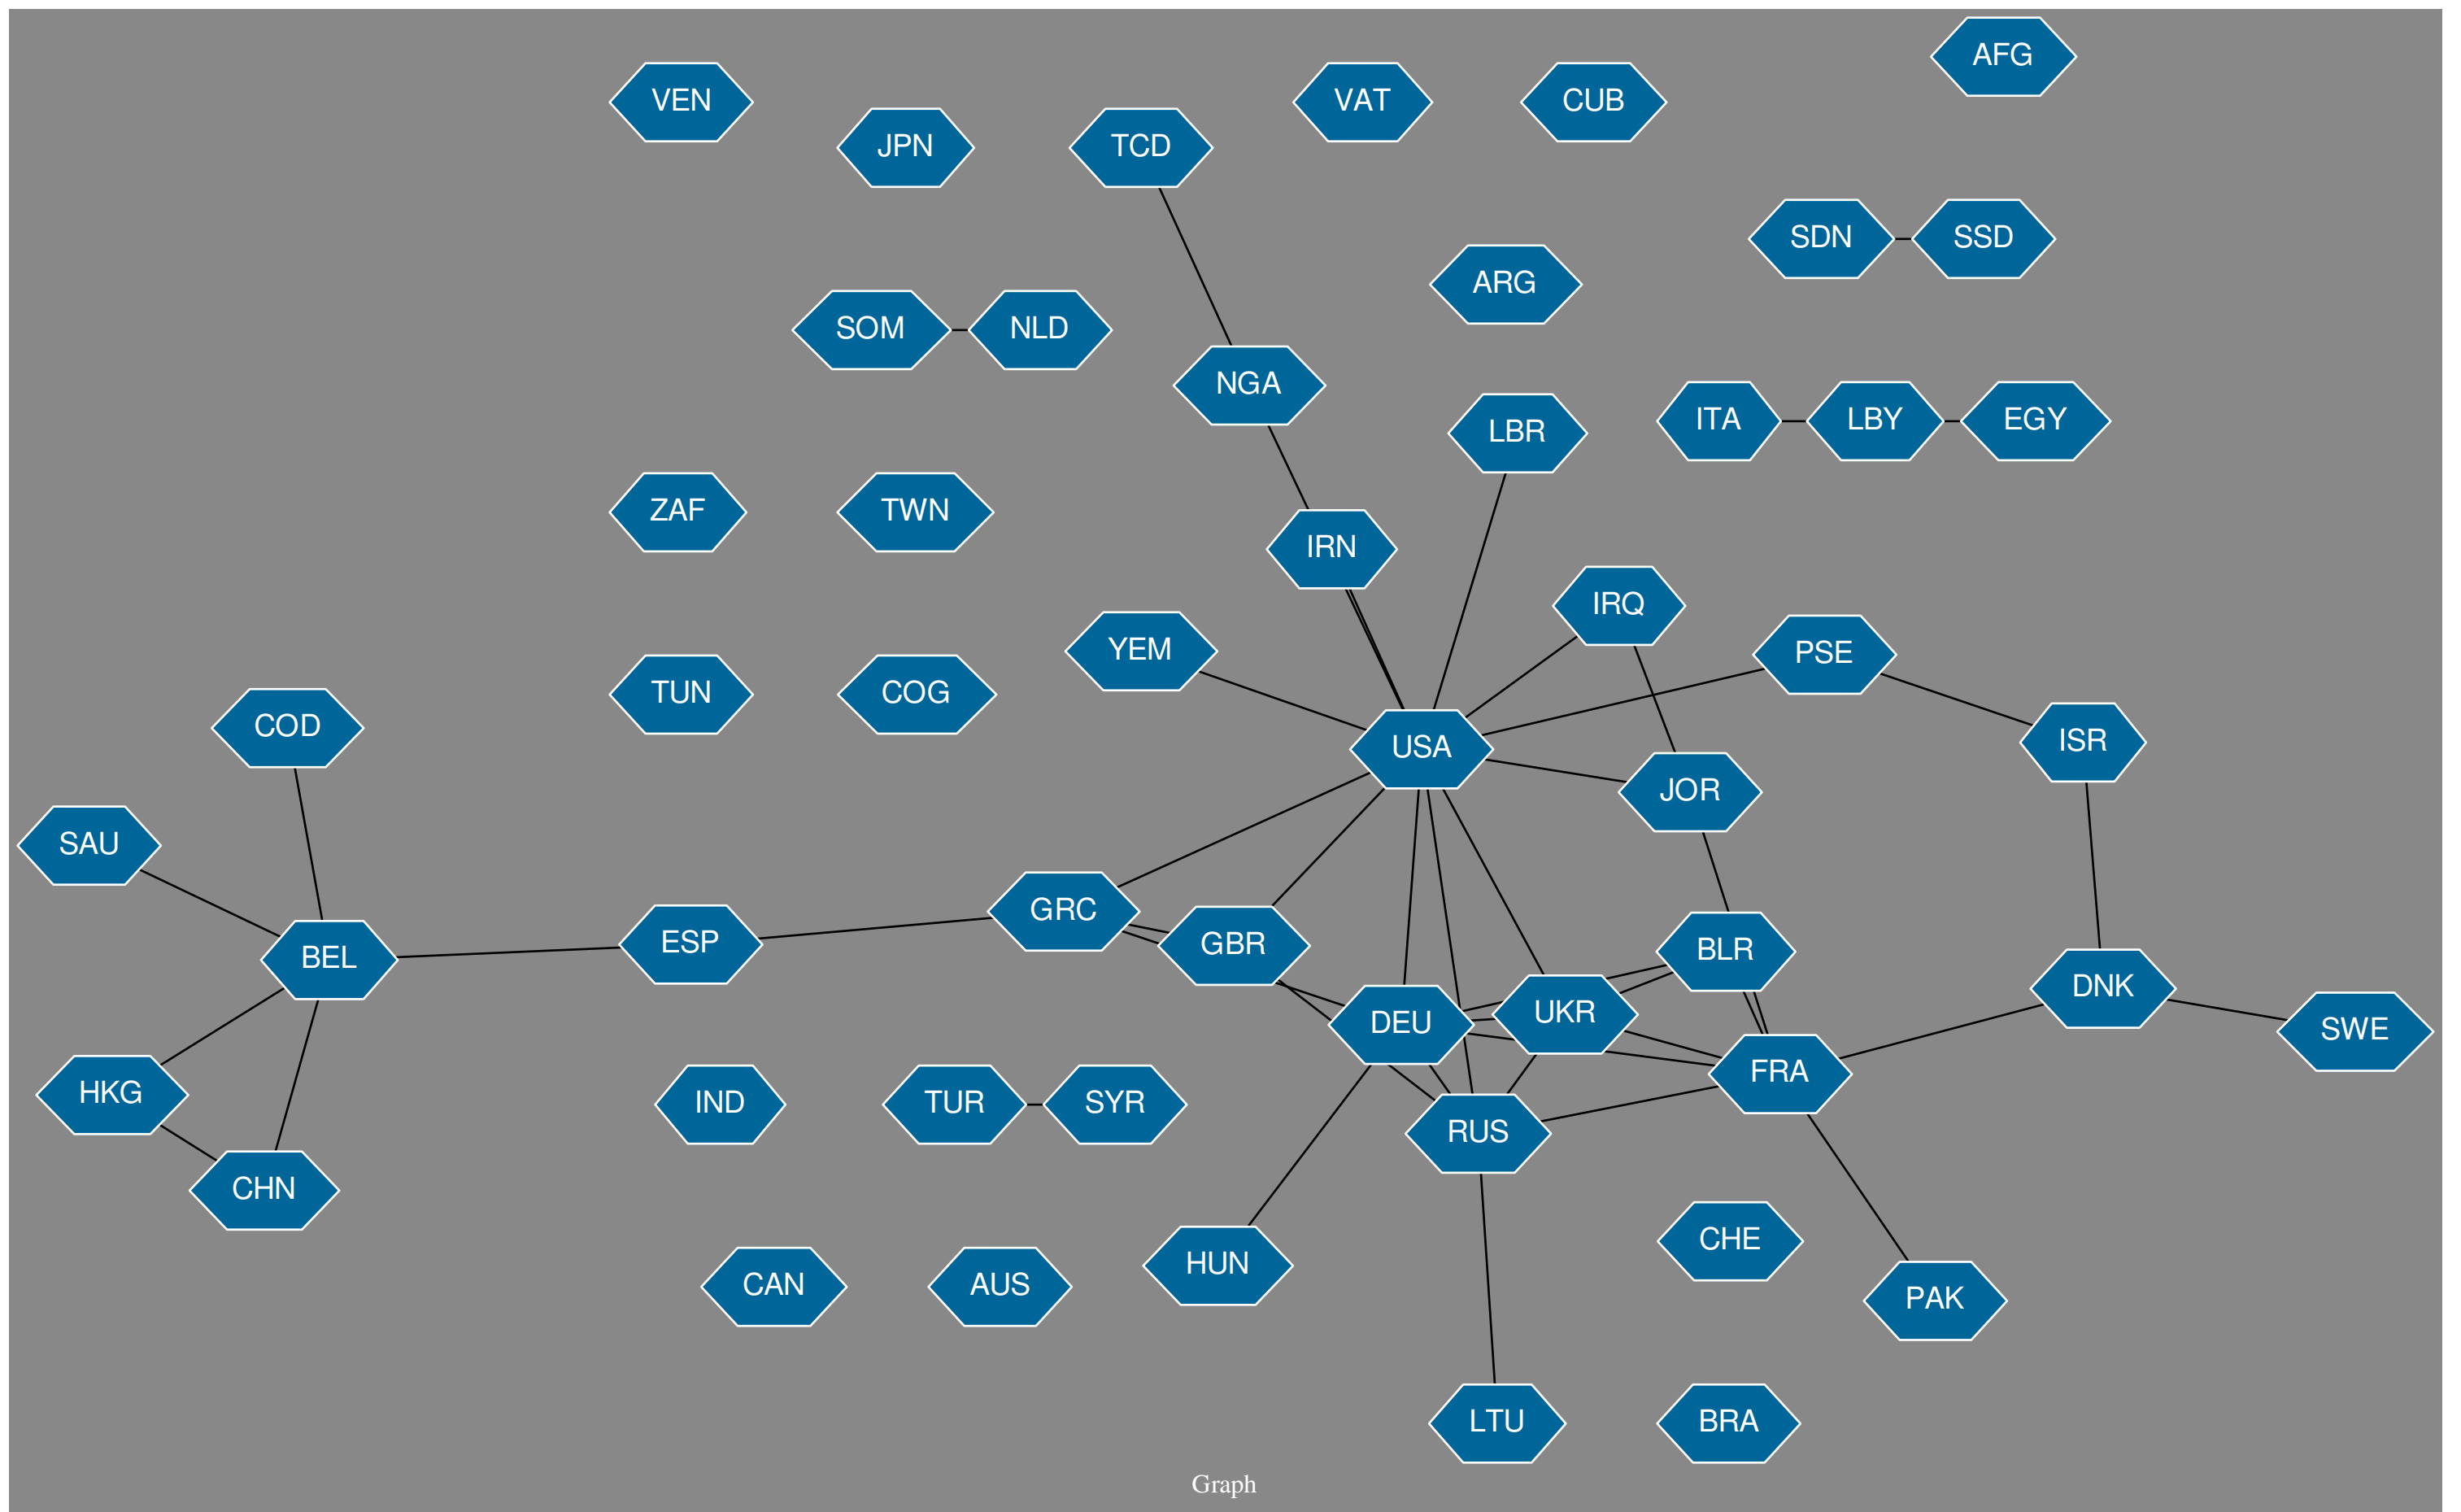 AFG
VEN
VAT
CUB
JPN
TCD
SDN
SSD
ARG
SOM
NLD
NGA
LBR
ITA
LBY
EGY
ZAF
TWN
IRN
IRQ
YEM
PSE
TUN
COG
COD
USA
ISR
JOR
SAU
GRC
ESP
GBR
BLR
BEL
DNK
UKR
DEU
SWE
FRA
HKG
IND
TUR
SYR
RUS
CHN
CHE
HUN
CAN
AUS
PAK
LTU
BRA
Graph